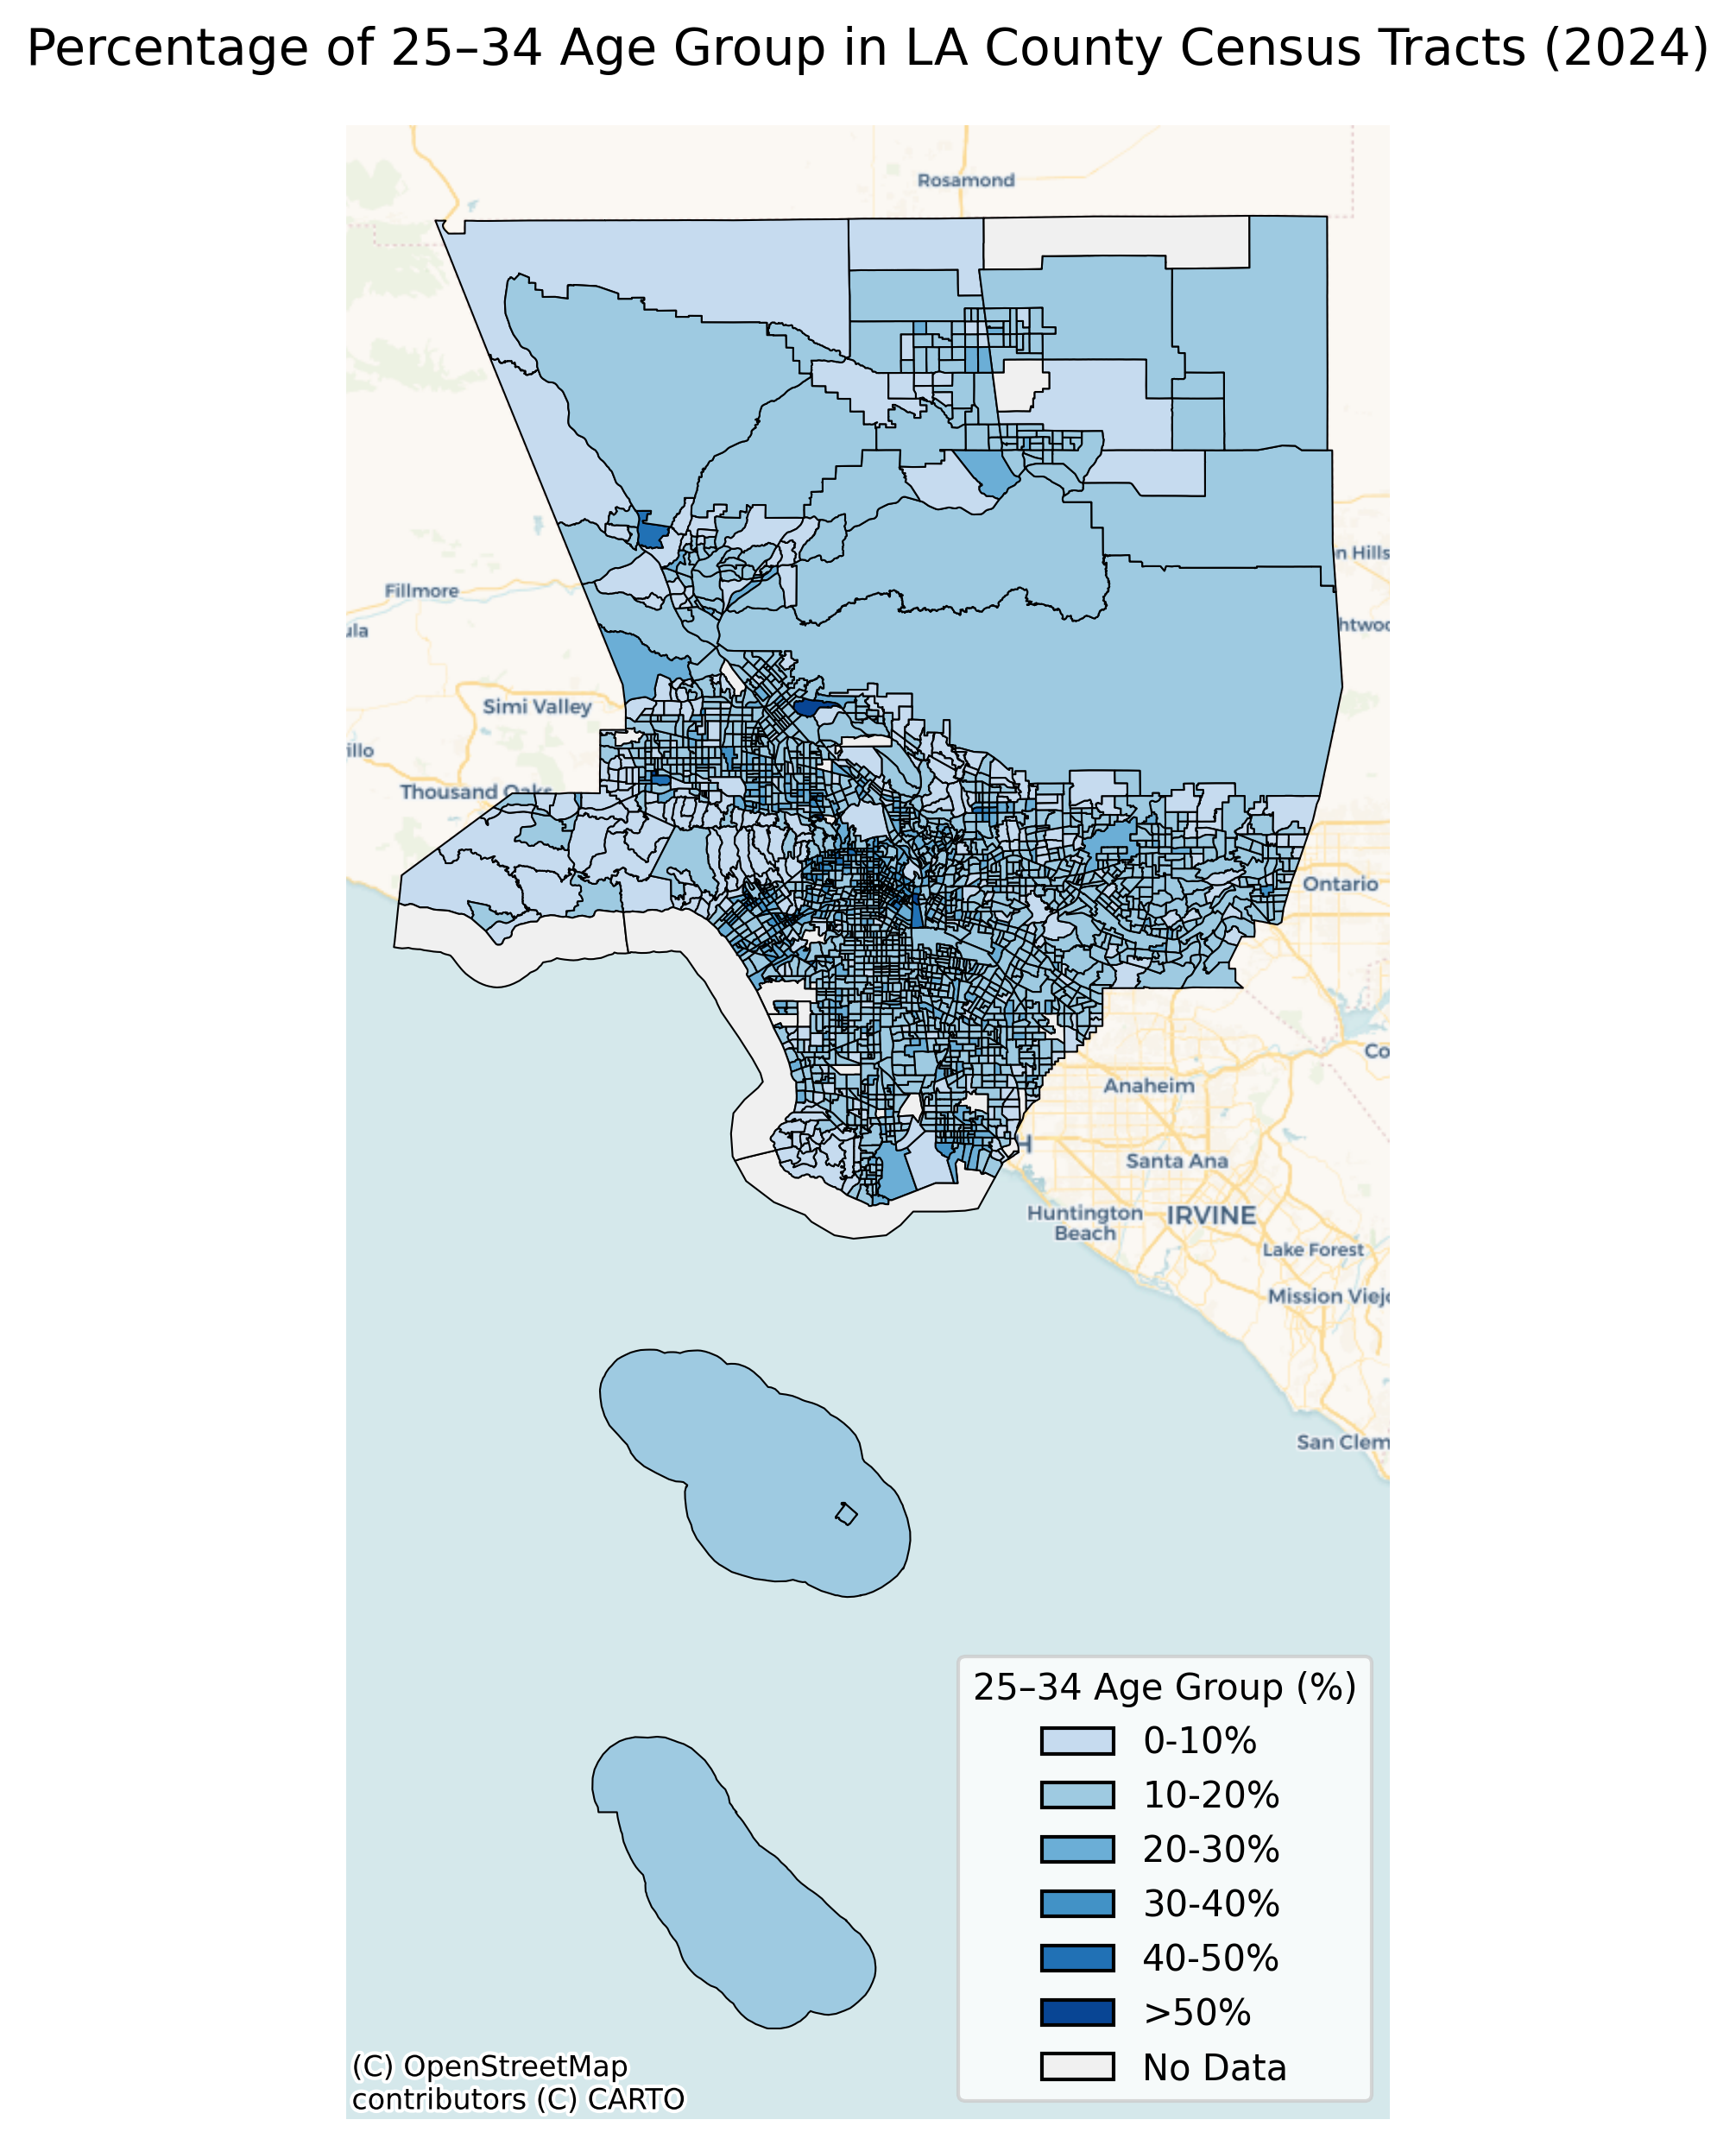 Percentage of 25–34 Age Group in LA County Census Tracts (2024)
Rosamond
n Hills
Fillmore
ula
htwoo
Simi Valley
illo
Thousand Oaks
Ontario
Co
Anaheim
H
Santa Ana
Huntington
Beach
IRVINE
Lake Forest
Mission Viejo
San Clem
25–34 Age Group (%)
0-10%
10-20%
20-30%
30-40%
40-50%
>50%
No Data
(C) OpenStreetMap
contributors (C) CARTO